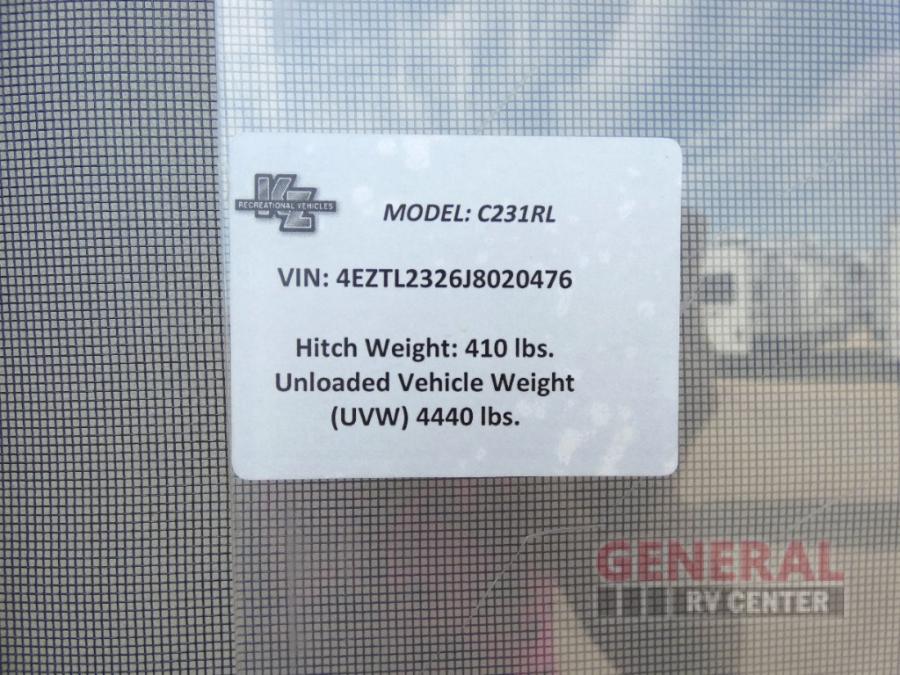 KZ
RECREATIONAL VEHICLES
MODEL: C231RL
VIN: 4EZTL2326J8020476
Hitch Weight: 410 lbs.
Unloaded Vehicle Weight
(UVW) 4440 lbs.
GENERAL
RV CENTER